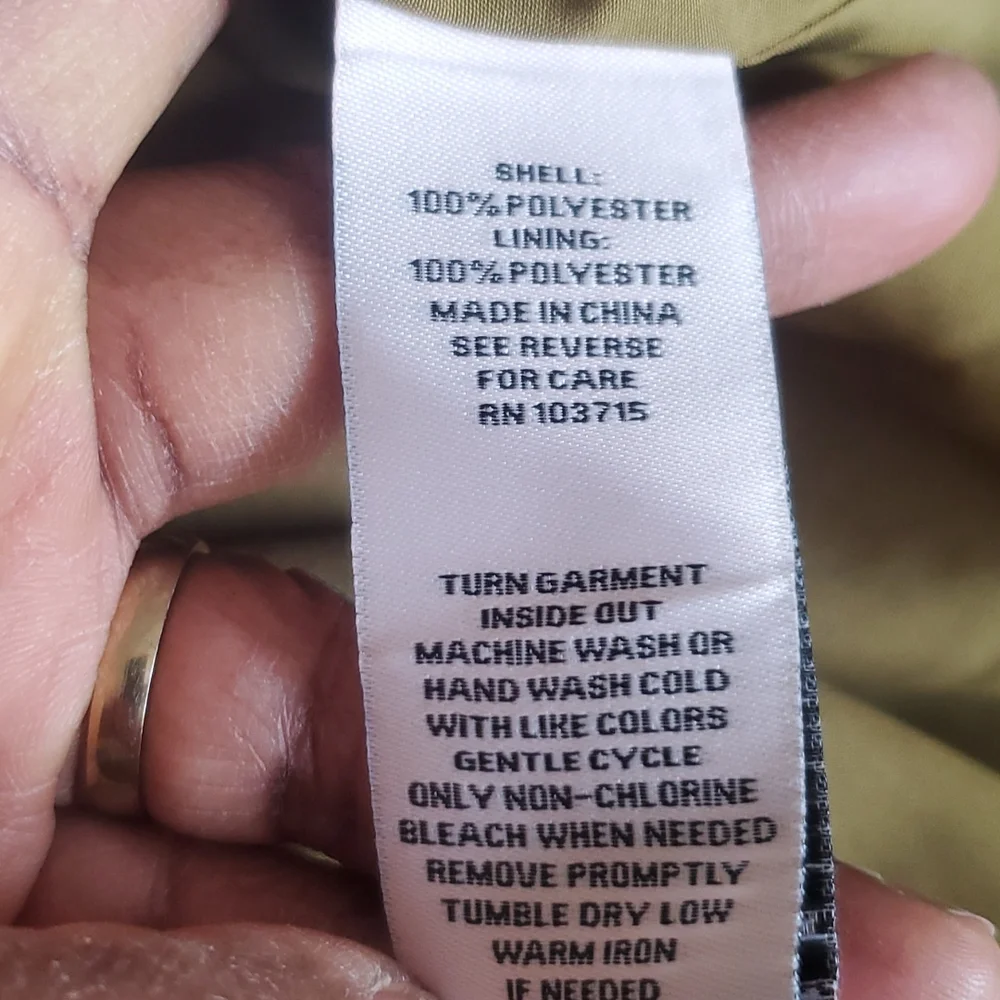 SHELL:
100% POLYESTER
LINING:
100% POLYESTER
MADE IN CHINA
SEE REVERSE
FOR CARE
RN 103715
TURN GARMENT
INSIDE OUT
MACHINE WASH OR
HAND WASH COLD
WITH LIKE COLORS
GENTLE CYCLE
ONLY NON-CHLORINE
BLEACH WHEN NEEDED
REMOVE PROMPTLY
TUMBLE DRY LOW
WARM IRON
IF NEEDED